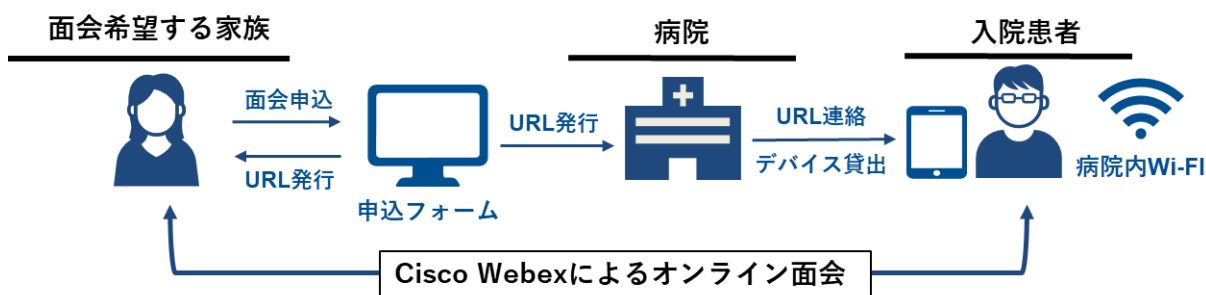 面会希望する家族
病院
入院患者
面会申込
URL発行
申込フォーム
URL発行
URL連絡
デバイス貸出
病院内Wi-FI
Cisco Webexによるオンライン面会